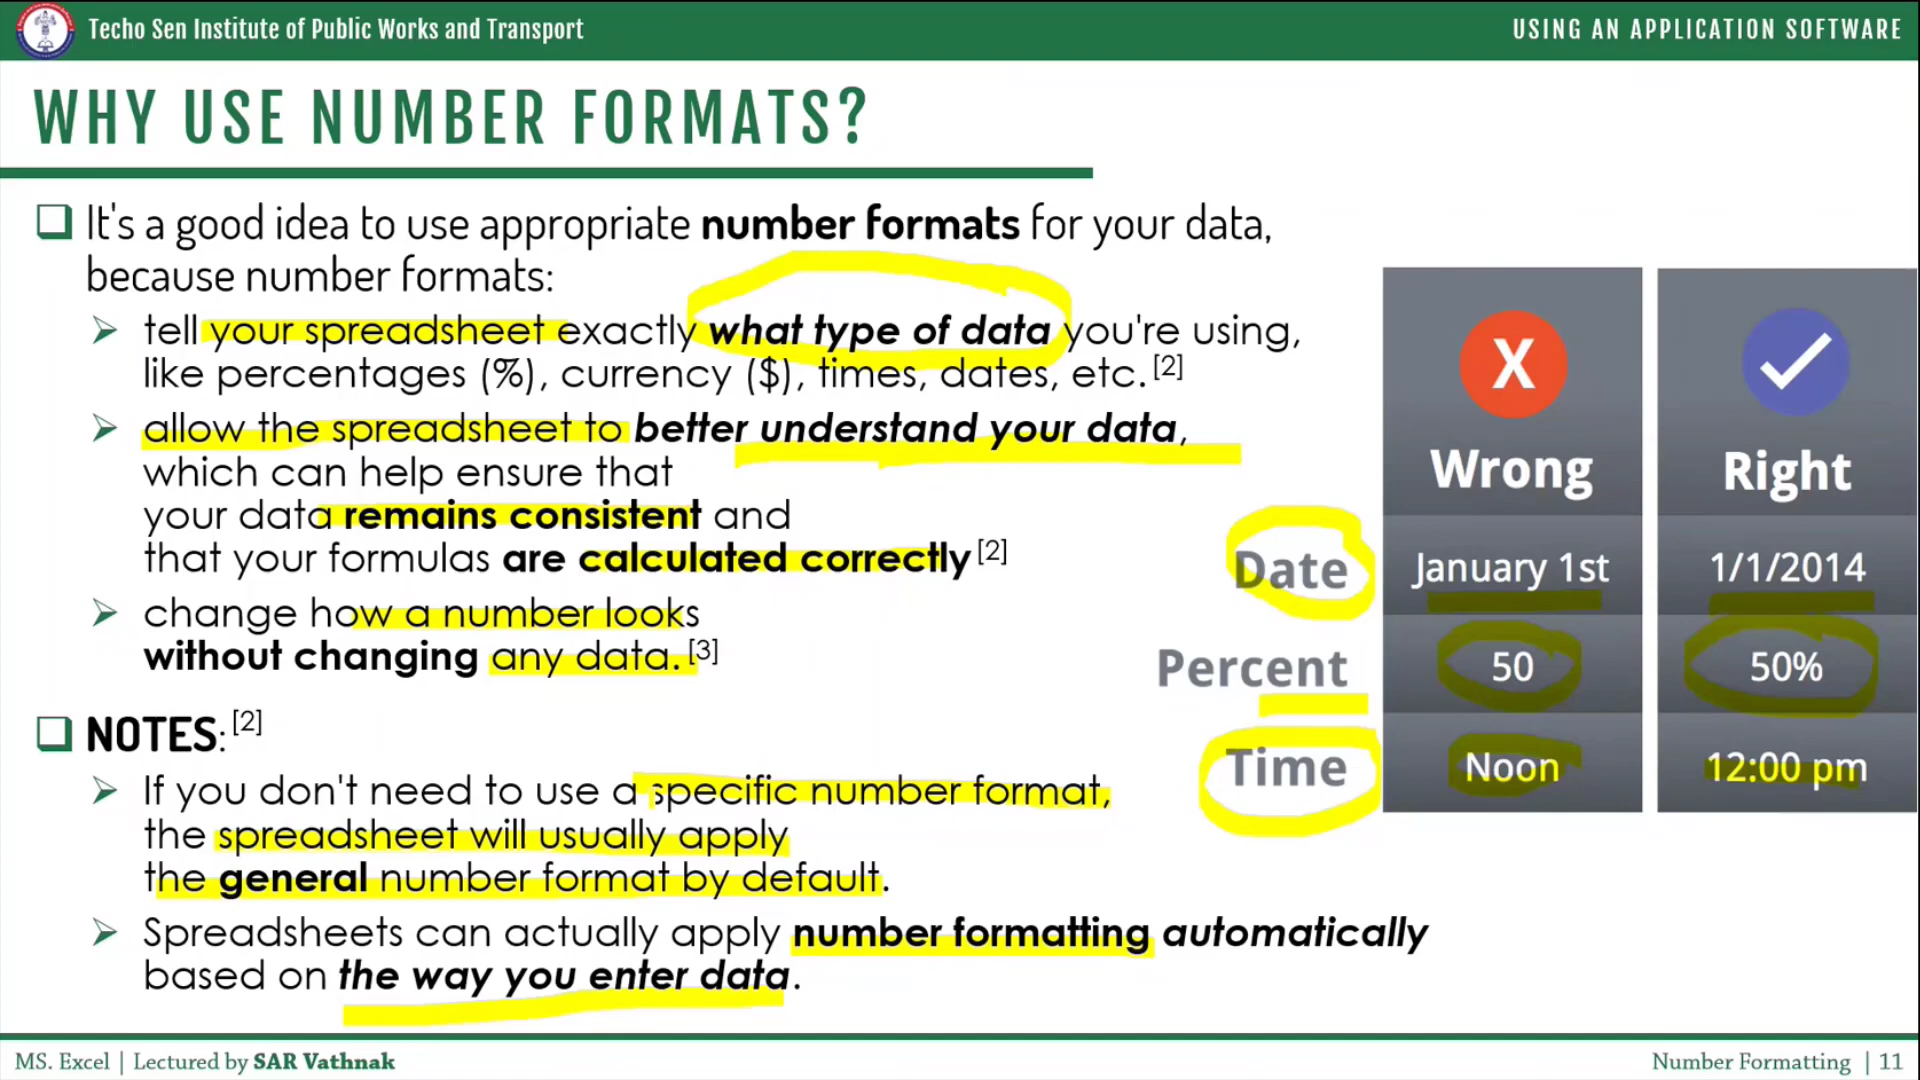 Techo Sen Institute of Public Works and Transport
USING AN APPLICATION SOFTWARE
WHY USE NUMBER FORMATS?
It's a good idea to use appropriate number formats for your data,
because number formats:
tell your spreadsheet exactly what type of data you're using,
like percentages (%), currency ($), times, dates, etc.[2]
allow the spreadsheet to better understand your data,
which can help ensure that
your data remains consistent and
that your formulas are calculated correctly[2]
change how a number looks
without changing any data.[3]
NOTES:[2]
If you don't need to use a specific number format,
the spreadsheet will usually apply
the general number format by default.
Spreadsheets can actually apply number formatting automatically
based on the way you enter data.
X
Wrong Right
Date January 1st 1/1/2014
Percent 50 50%
Time Noon 12:00 pm
MS. Excel | Lectured by SAR Vathnak
Number Formatting | 11